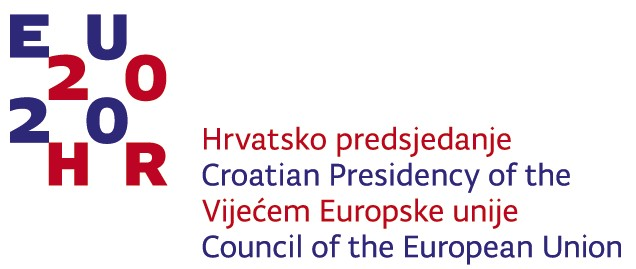 EU
20
20
HR
Hrvatsko predsjedanje
Croatian Presidency of the
Vijećem Europske unije
Council of the European Union